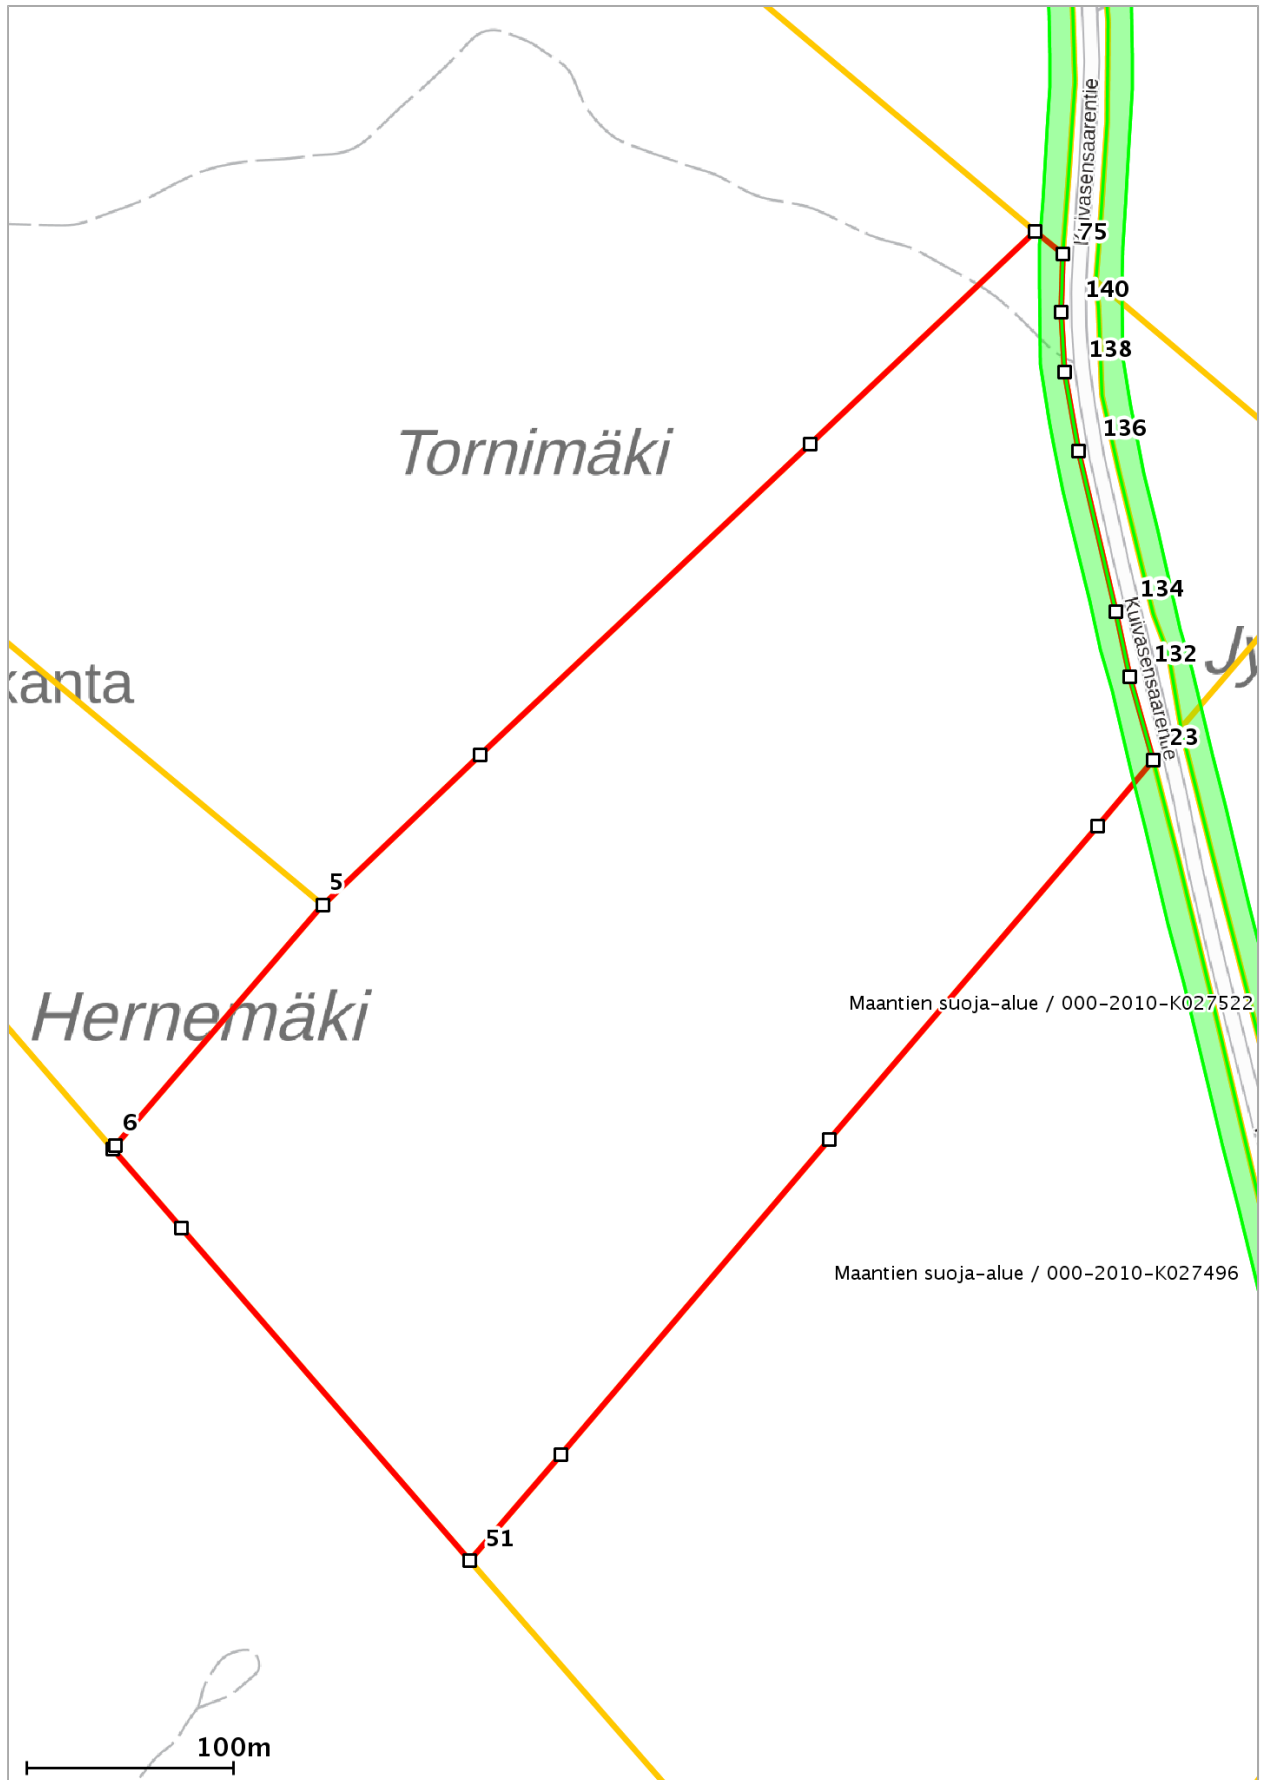 Kuivasensaarentie
75
140
138
Tornimäki
136
134
Kuivasensaarentie
132
Jy
kanta
23
5
Maantien suoja-alue / 000-2010-K027522
Hernemäki
6
Maantien suoja-alue / 000-2010-K027496
51
100m